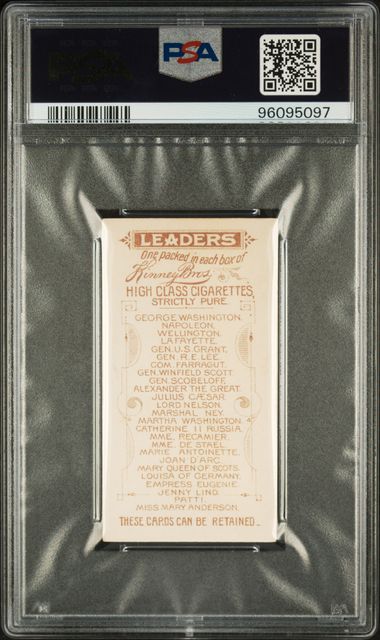 PSA
96095097
LEADERS
One packed in each box of
Kinney Bros
HIGH CLASS CIGARETTES
STRICTLY PURE
GEORGE WASHINGTON,
NAPOLEON,
WELLINGTON,
LAFAYETTE,
GEN. U.S. GRANT,
GEN. R.E. LEE,
COM. FARRAGUT,
GEN. WINFIELD SCOTT
GEN. SCOBELOFF
ALEXANDER THE GREAT
JULIUS CÆSAR.
LORD NELSON.
MARSHAL NEY.
MARTHA WASHINGTON
CATHERINE II RUSSIA
MME. RECAMIER.
MME. DE STAEL.
MARIE ANTOINETTE.
JOAN D'ARC.
MARY QUEEN OF SCOTS.
LOUISA OF GERMANY.
EMPRESS EUGENIE
JENNY LIND.
PATTI.
MISS MARY ANDERSON.
THESE CARDS CAN BE RETAINED_